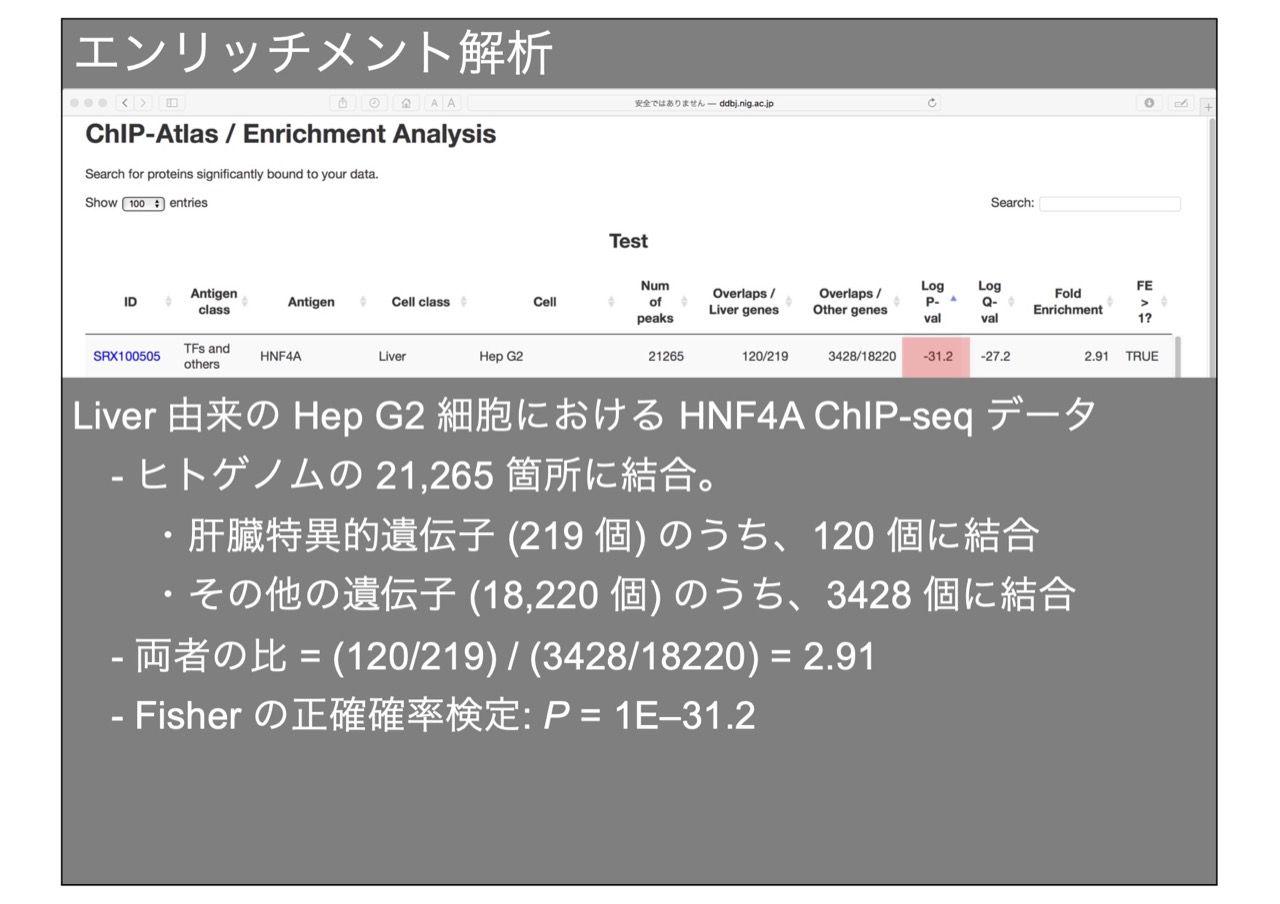 エンリッチメント解析
安全ではありません — ddbj.nig.ac.jp
A A
ChIP-Atlas / Enrichment Analysis
Search for proteins significantly bound to your data.
Show 100 entries
Search:
Test
ID Antigen class Antigen Cell class Cell Num of peaks Overlaps / Liver genes Overlaps / Other genes Log P-val Log Q-val Fold Enrichment FE > 1?
SRX100505 TFs and others HNF4A Liver Hep G2 21265 120/219 3428/18220 -31.2 -27.2 2.91 TRUE
Liver 由来の Hep G2 細胞における HNF4A ChIP-seq データ
- ヒトゲノムの 21,265 箇所に結合。
・肝臓特異的遺伝子 (219 個) のうち、120 個に結合
・その他の遺伝子 (18,220 個) のうち、3428 個に結合
- 両者の比 = (120/219) / (3428/18220) = 2.91
- Fisher の正確確率検定: P = 1E–31.2